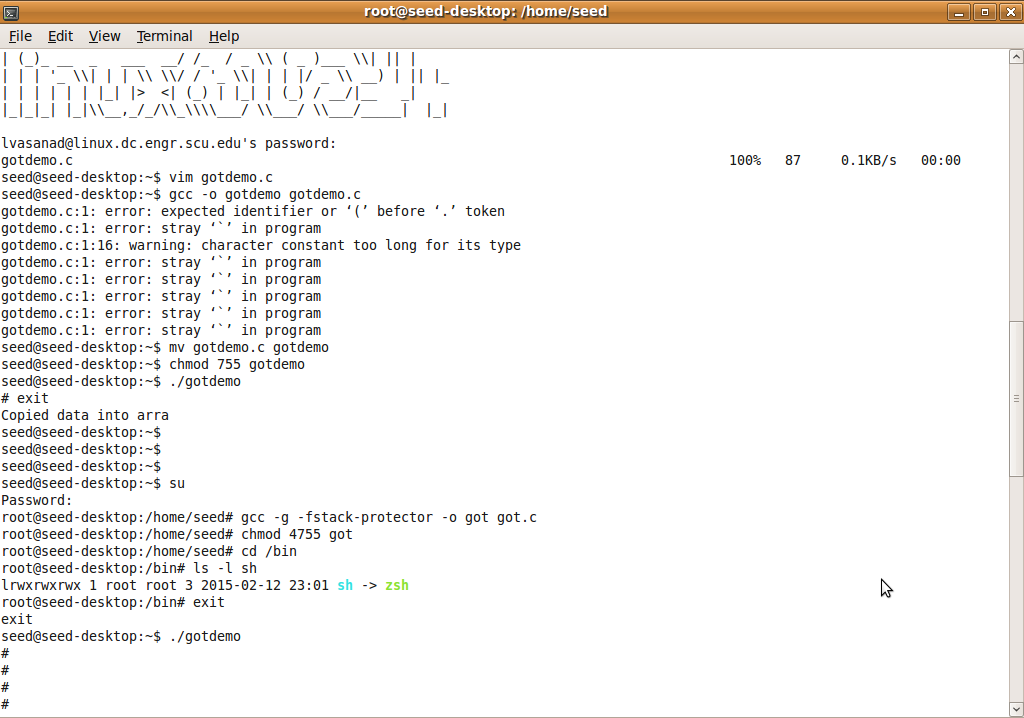 root@seed-desktop: /home/seed
File Edit View Terminal Help
| (_)_ __  _   ___  __/ /_  / _ \\ ( _ )___ \\| || |
| | | '_ \\| | | \\ \\/ / '_ \\| | | |/ _ \\ __) | || |_
| | | | | | |_| |>  <| (_) | |_| | (_) / __/|__   _|
|_|_|_| |_|\\__,_/_/\\_\\\\___/ \\___/ \\___/_____|  |_|
lvasanad@linux.dc.engr.scu.edu's password:
gotdemo.c 100% 87 0.1KB/s 00:00
seed@seed-desktop:~$ vim gotdemo.c
seed@seed-desktop:~$ gcc -o gotdemo gotdemo.c
gotdemo.c:1: error: expected identifier or ‘(’ before ‘.’ token
gotdemo.c:1: error: stray ‘`’ in program
gotdemo.c:1:16: warning: character constant too long for its type
gotdemo.c:1: error: stray ‘`’ in program
gotdemo.c:1: error: stray ‘`’ in program
gotdemo.c:1: error: stray ‘`’ in program
gotdemo.c:1: error: stray ‘`’ in program
gotdemo.c:1: error: stray ‘`’ in program
seed@seed-desktop:~$ mv gotdemo.c gotdemo
seed@seed-desktop:~$ chmod 755 gotdemo
seed@seed-desktop:~$ ./gotdemo
# exit
Copied data into arra
seed@seed-desktop:~$
seed@seed-desktop:~$
seed@seed-desktop:~$
seed@seed-desktop:~$ su
Password:
root@seed-desktop:/home/seed# gcc -g -fstack-protector -o got got.c
root@seed-desktop:/home/seed# chmod 4755 got
root@seed-desktop:/home/seed# cd /bin
root@seed-desktop:/bin# ls -l sh
lrwxrwxrwx 1 root root 3 2015-02-12 23:01 sh -> zsh
root@seed-desktop:/bin# exit
exit
seed@seed-desktop:~$ ./gotdemo
#
#
#
#